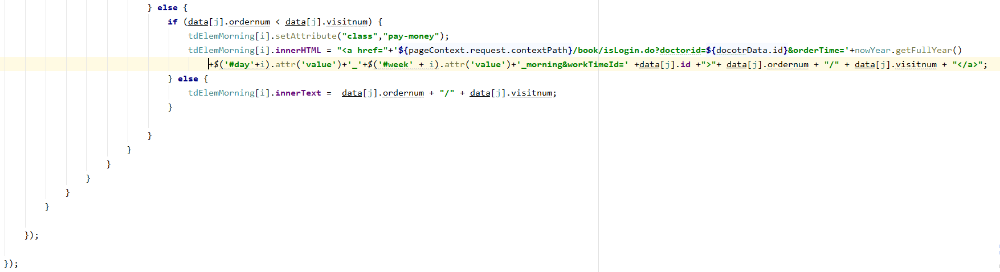 } else {
if (data[j].ordernum < data[j].visitnum) {
tdElemMorning[i].setAttribute("class","pay-money");
tdElemMorning[i].innerHTML = "<a href="+'${pageContext.request.contextPath}/book/isLogin.do?doctorid=${docotrData.id}&orderTime='+nowYear.getFullYear()
+$('#day'+i).attr('value')+'_'+$('#week' + i).attr('value')+'_morning&workTimeId=' +data[j].id +">"+ data[j].ordernum + "/" + data[j].visitnum + "</a>";
} else {
tdElemMorning[i].innerText =  data[j].ordernum + "/" + data[j].visitnum;
}
}
}
}
}
}
}
});
});